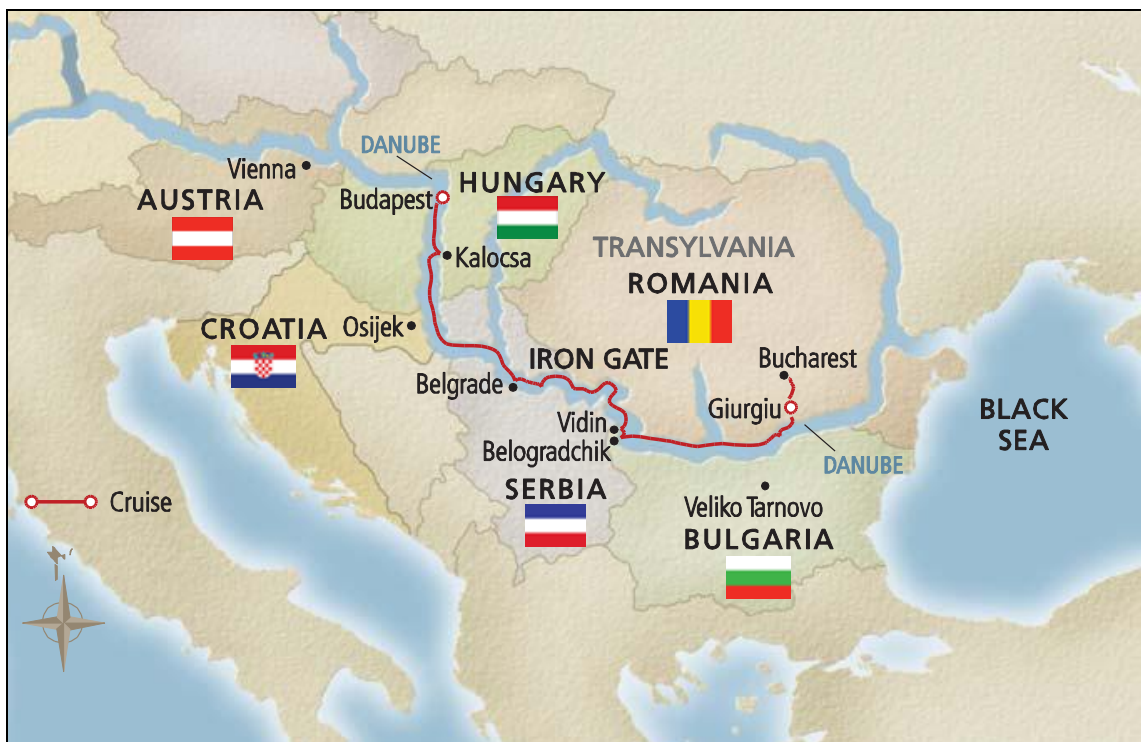 DANUBE
Vienna
HUNGARY
AUSTRIA
Budapest
TRANSYLVANIA
Kalocsa
ROMANIA
CROATIA
Osijek
IRON GATE
Bucharest
Belgrade
Giurgiu
BLACK
SEA
Vidin
Belogradchik
DANUBE
SERBIA
Cruise
Veliko Tarnovo
BULGARIA